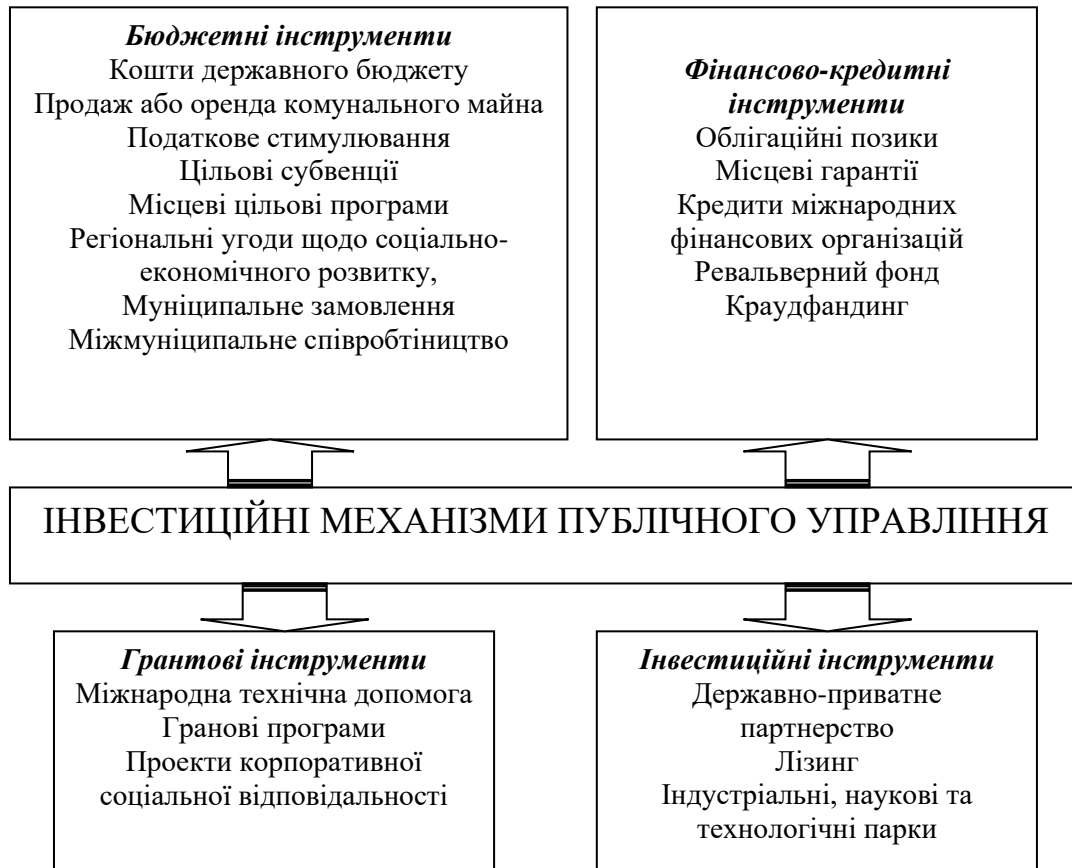 Бюджетні інструменти
Кошти державного бюджету
Продаж або оренда комунального майна
Податкове стимулювання
Цільові субвенції
Місцеві цільові програми
Регіональні угоди щодо соціально-
економічного розвитку,
Муніципальне замовлення
Міжмуніципальне співробтіництво
Фінансово-кредитні
інструменти
Облігаційні позики
Місцеві гарантії
Кредити міжнародних
фінансових організацій
Ревальверний фонд
Краудфандинг
ІНВЕСТИЦІЙНІ МЕХАНІЗМИ ПУБЛІЧНОГО УПРАВЛІННЯ
Грантові інструменти
Міжнародна технічна допомога
Гранові програми
Проекти корпоративної
соціальної відповідальності
Інвестиційні інструменти
Державно-приватне
партнерство
Лізинг
Індустріальні, наукові та
технологічні парки